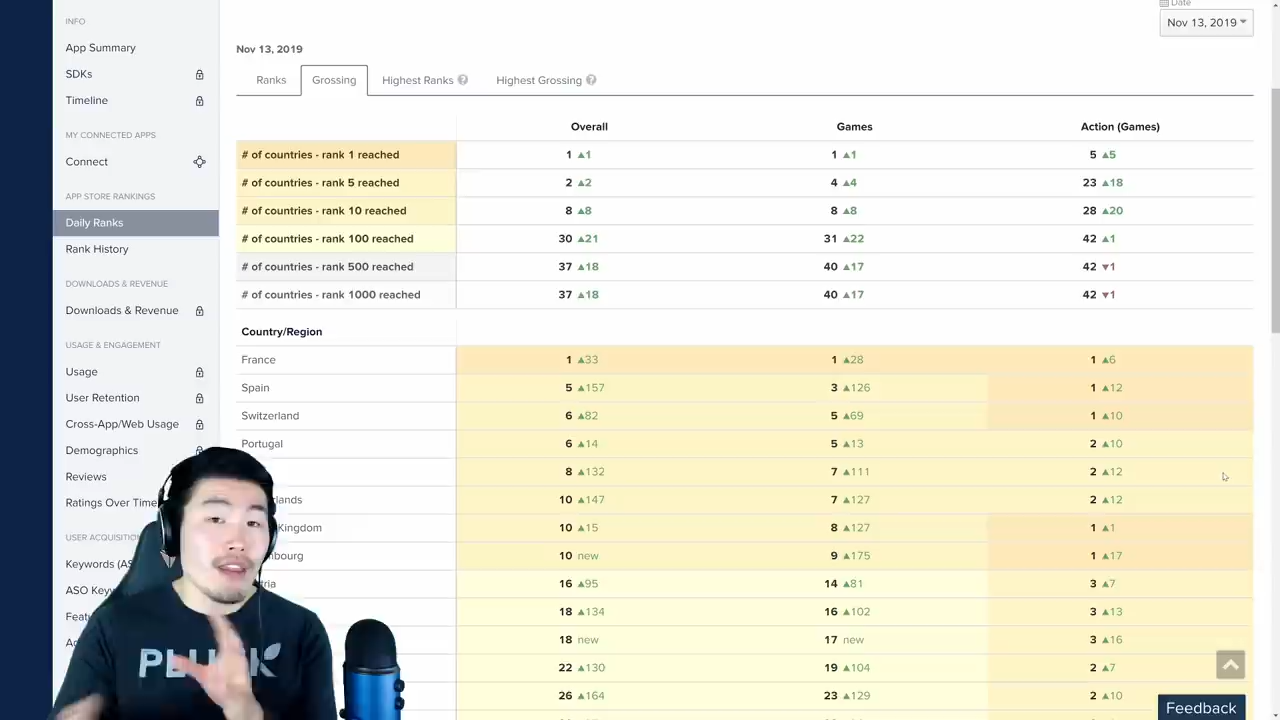 Date
Nov 13, 2019
INFO
App Summary
SDKs
Timeline
MY CONNECTED APPS
Connect
APP STORE RANKINGS
Daily Ranks
Rank History
DOWNLOADS & REVENUE
Downloads & Revenue
USAGE & ENGAGEMENT
Usage
User Retention
Cross-App/Web Usage
Demographics
Reviews
Ratings Over Time
USER ACQUISITION
Keywords (AS
ASO Key
Feat
Nov 13, 2019
Ranks Grossing Highest Ranks ? Highest Grossing ?
Overall Games Action (Games)
# of countries - rank 1 reached 1 ▲1 1 ▲1 5 ▲5
# of countries - rank 5 reached 2 ▲2 4 ▲4 23 ▲18
# of countries - rank 10 reached 8 ▲8 8 ▲8 28 ▲20
# of countries - rank 100 reached 30 ▲21 31 ▲22 42 ▲1
# of countries - rank 500 reached 37 ▲18 40 ▲17 42 ▼1
# of countries - rank 1000 reached 37 ▲18 40 ▲17 42 ▼1
Country/Region
France 1 ▲33 1 ▲28 1 ▲6
Spain 5 ▲157 3 ▲126 1 ▲12
Switzerland 6 ▲82 5 ▲69 1 ▲10
Portugal 6 ▲14 5 ▲13 2 ▲10
8 ▲132 7 ▲111 2 ▲12
rlands 10 ▲147 7 ▲127 2 ▲12
Kingdom 10 ▲15 8 ▲127 1 ▲1
mbourg 10 new 9 ▲175 1 ▲17
tria 16 ▲95 14 ▲81 3 ▲7
18 ▲134 16 ▲102 3 ▲13
18 new 17 new 3 ▲16
22 ▲130 19 ▲104 2 ▲7
26 ▲164 23 ▲129 2 ▲10
Feedback